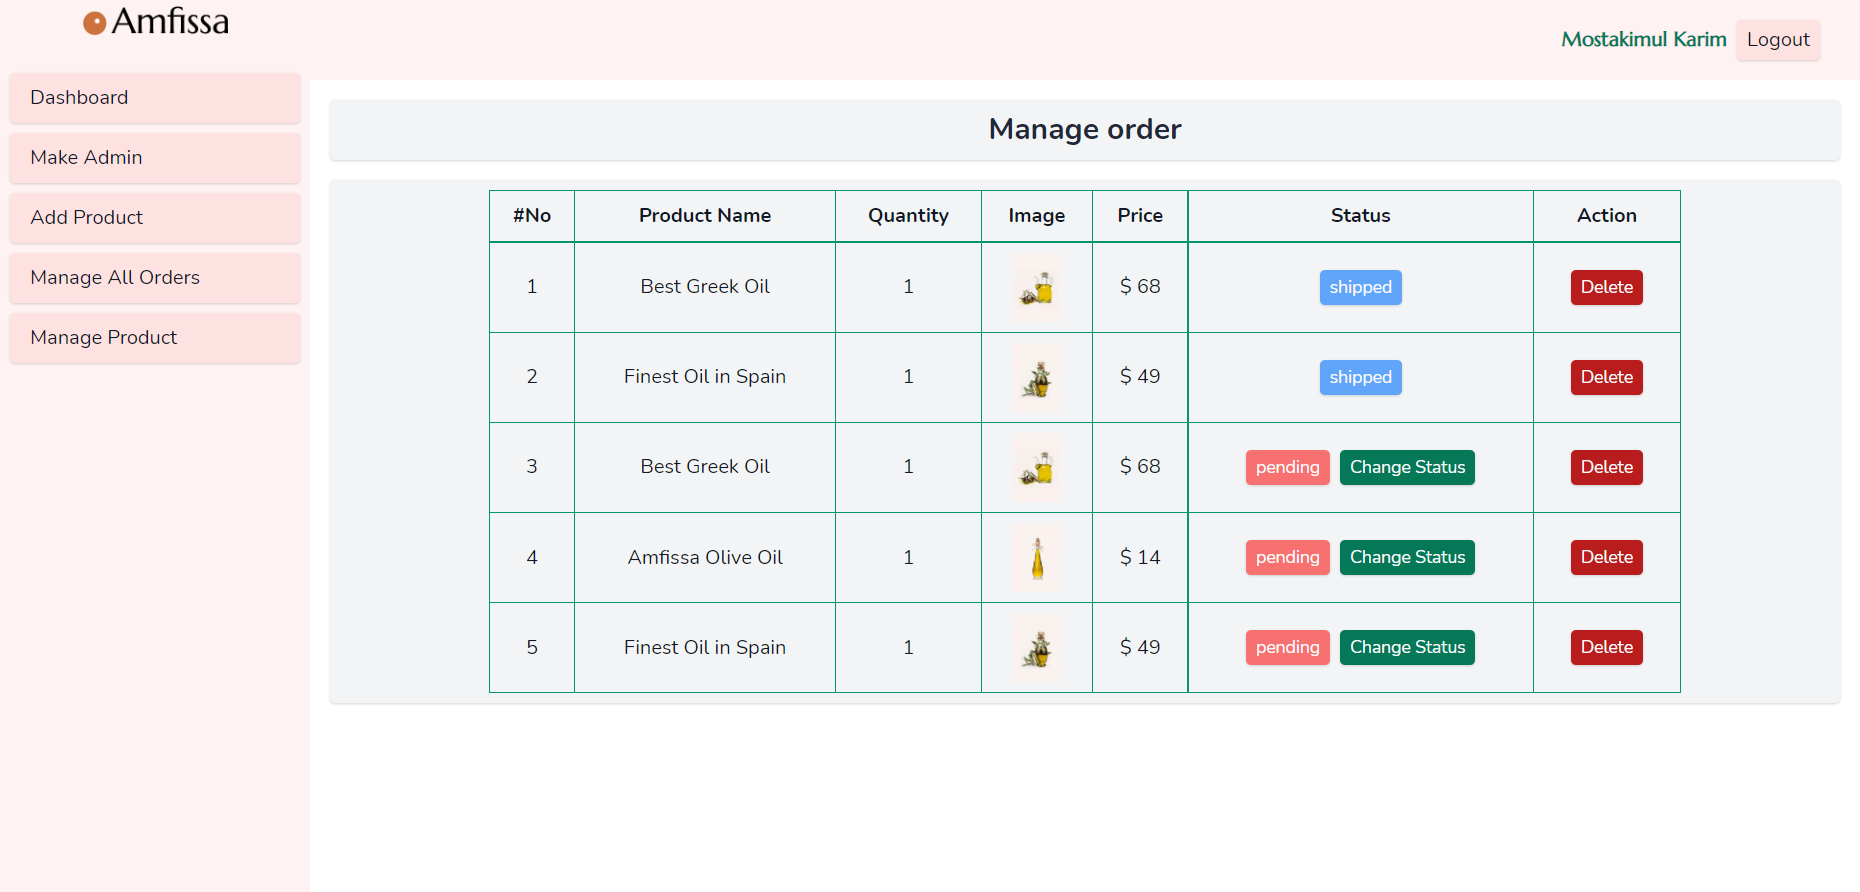 Amfissa
Mostakimul Karim Logout
Dashboard
Make Admin
Add Product
Manage All Orders
Manage Product
Manage order
#No Product Name Quantity Image Price Status Action
1 Best Greek Oil 1 $ 68 shipped Delete
2 Finest Oil in Spain 1 $ 49 shipped Delete
3 Best Greek Oil 1 $ 68 pending Change Status Delete
4 Amfissa Olive Oil 1 $ 14 pending Change Status Delete
5 Finest Oil in Spain 1 $ 49 pending Change Status Delete